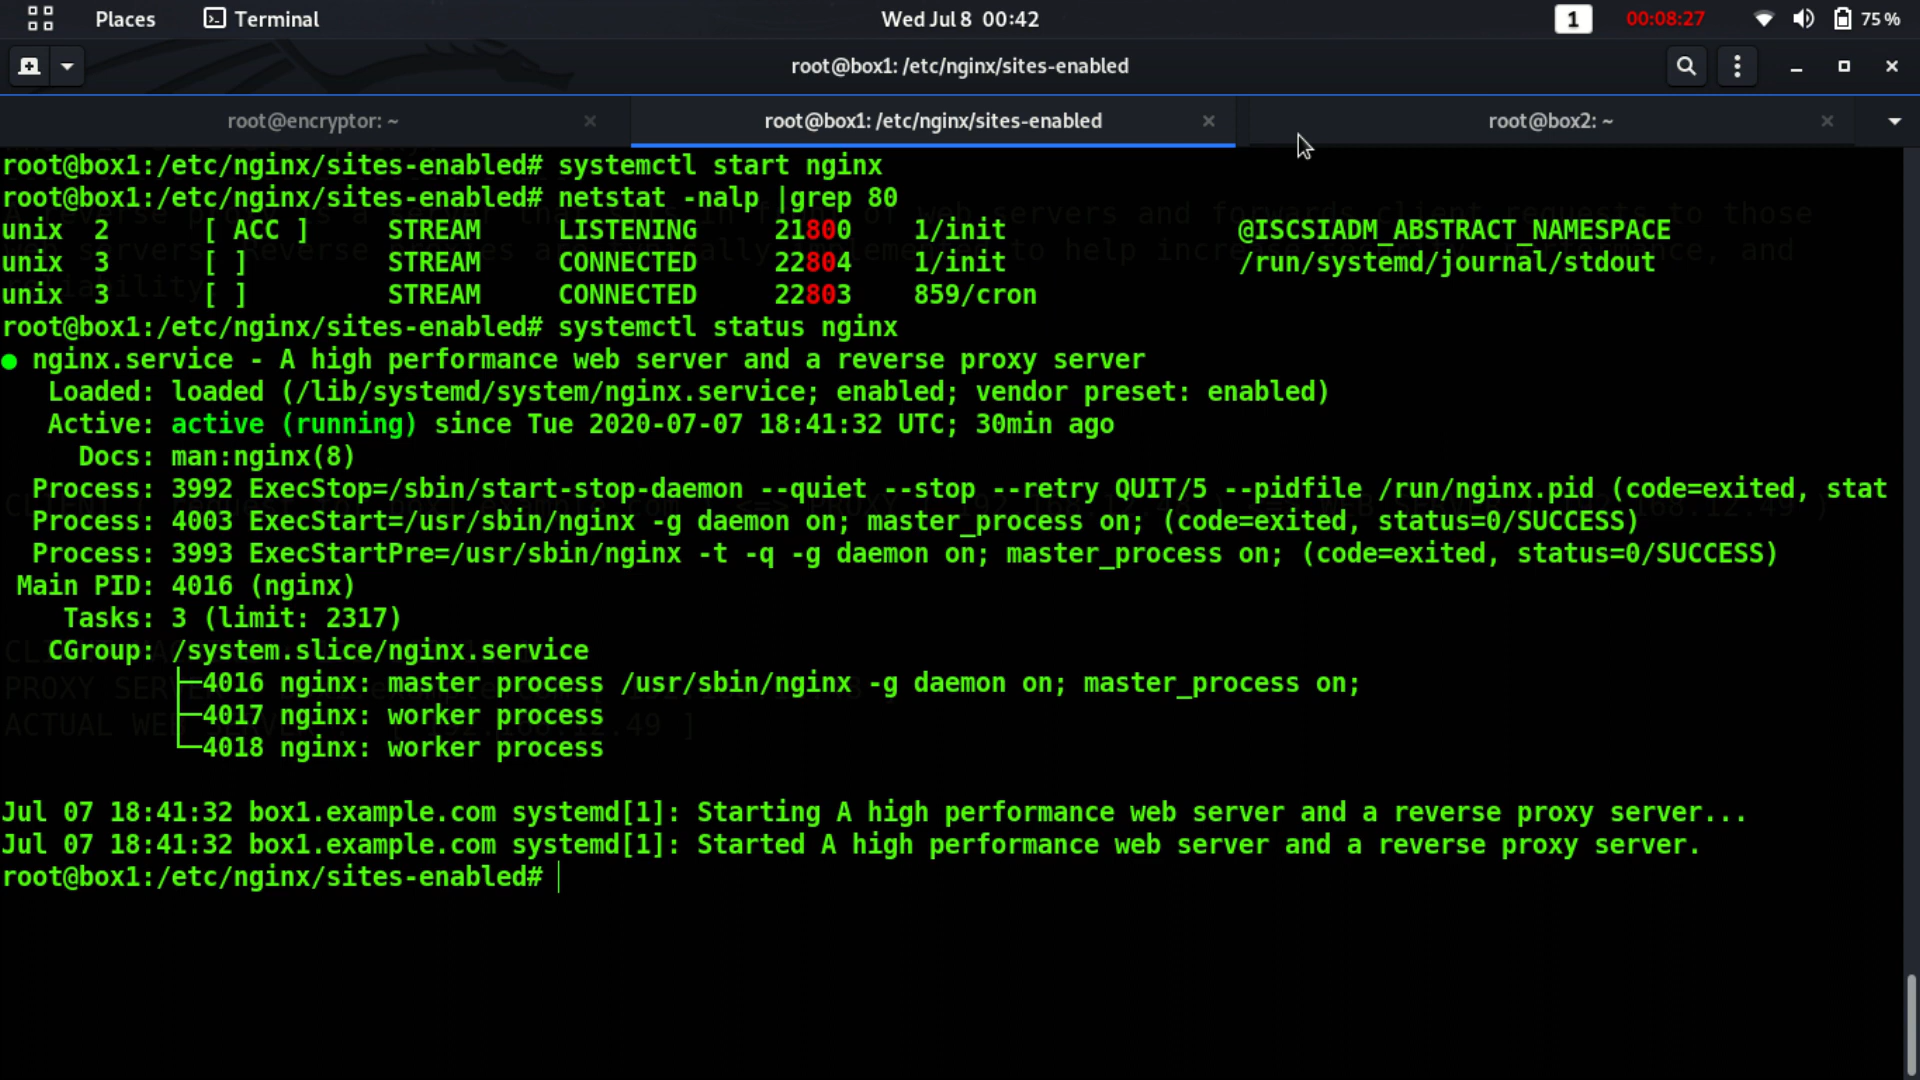 Places Terminal Wed Jul 8 00:42 1 00:08:27 75 %
root@box1: /etc/nginx/sites-enabled
root@encryptor: ~ root@box1: /etc/nginx/sites-enabled root@box2: ~
root@box1:/etc/nginx/sites-enabled# systemctl start nginx
root@box1:/etc/nginx/sites-enabled# netstat -nalp |grep 80
unix 2 [ ACC ] STREAM LISTENING 21800 1/init @ISCSIADM_ABSTRACT_NAMESPACE
unix 3 [ ] STREAM CONNECTED 22804 1/init /run/systemd/journal/stdout
unix 3 [ ] STREAM CONNECTED 22803 859/cron
root@box1:/etc/nginx/sites-enabled# systemctl status nginx
● nginx.service - A high performance web server and a reverse proxy server
Loaded: loaded (/lib/systemd/system/nginx.service; enabled; vendor preset: enabled)
Active: active (running) since Tue 2020-07-07 18:41:32 UTC; 30min ago
Docs: man:nginx(8)
Process: 3992 ExecStop=/sbin/start-stop-daemon --quiet --stop --retry QUIT/5 --pidfile /run/nginx.pid (code=exited, stat
Process: 4003 ExecStart=/usr/sbin/nginx -g daemon on; master_process on; (code=exited, status=0/SUCCESS)
Process: 3993 ExecStartPre=/usr/sbin/nginx -t -q -g daemon on; master_process on; (code=exited, status=0/SUCCESS)
Main PID: 4016 (nginx)
Tasks: 3 (limit: 2317)
CGroup: /system.slice/nginx.service
├─4016 nginx: master process /usr/sbin/nginx -g daemon on; master_process on;
├─4017 nginx: worker process
└─4018 nginx: worker process
Jul 07 18:41:32 box1.example.com systemd[1]: Starting A high performance web server and a reverse proxy server...
Jul 07 18:41:32 box1.example.com systemd[1]: Started A high performance web server and a reverse proxy server.
root@box1:/etc/nginx/sites-enabled#